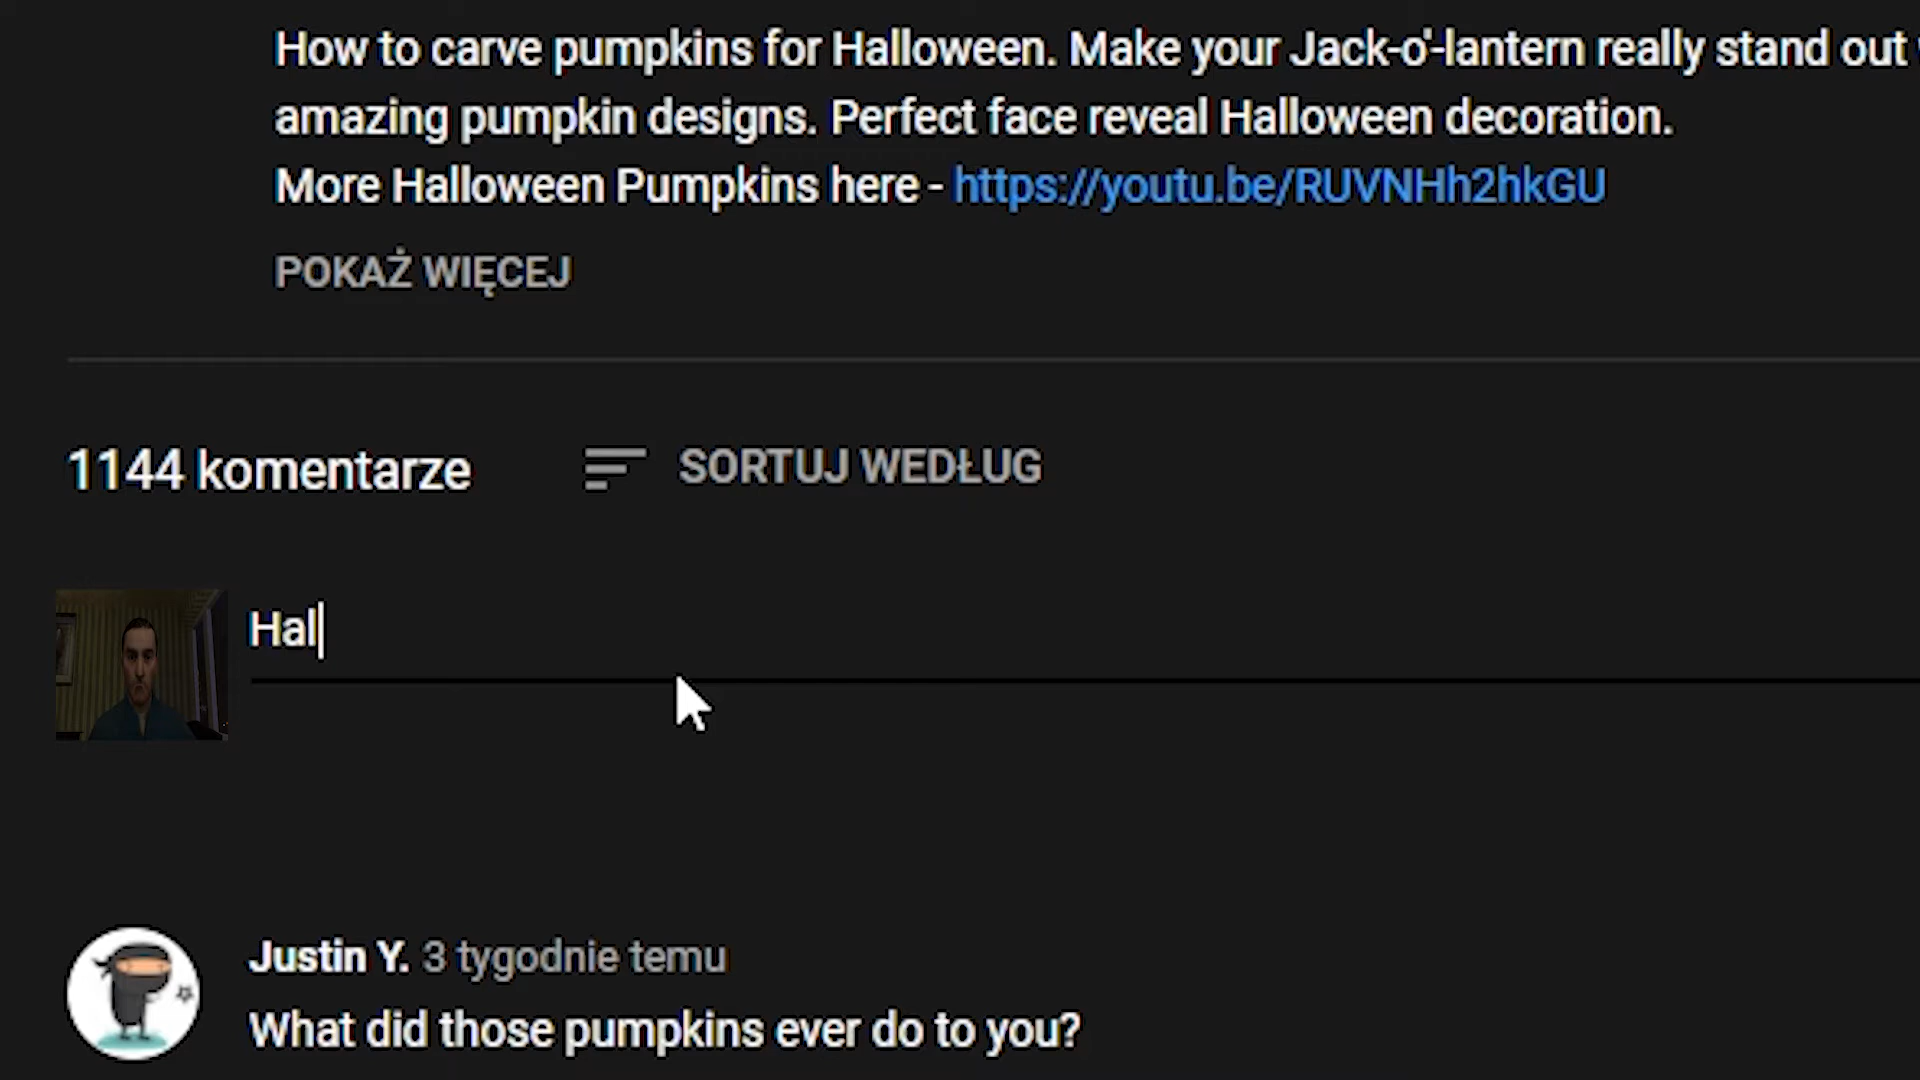 How to carve pumpkins for Halloween. Make your Jack-o'-lantern really stand out
amazing pumpkin designs. Perfect face reveal Halloween decoration.
More Halloween Pumpkins here - https://youtu.be/RUVNHh2hkGU
POKAŻ WIĘCEJ
1144 komentarze SORTUJ WEDŁUG
Hal
Justin Y. 3 tygodnie temu
What did those pumpkins ever do to you?